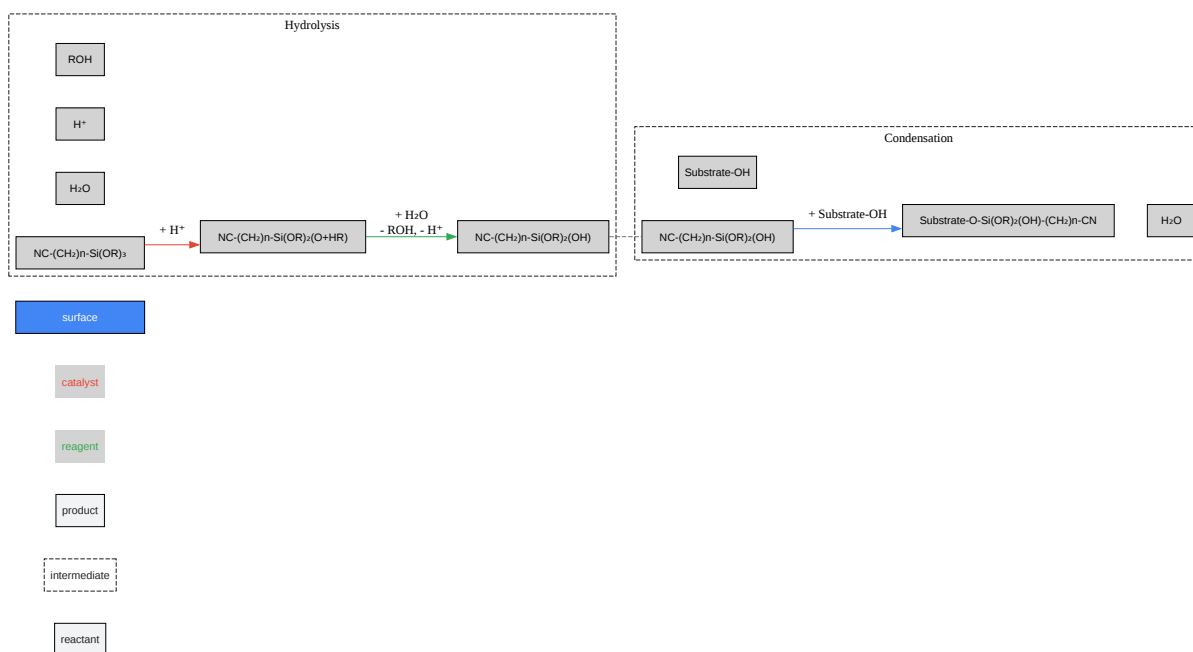 Hydrolysis
ROH
H⁺
H₂O
+ H⁺
NC-(CH₂)n-Si(OR)₃
NC-(CH₂)n-Si(OR)₂(O+HR)
+ H₂O
- ROH, - H⁺
NC-(CH₂)n-Si(OR)₂(OH)
Condensation
Substrate-OH
NC-(CH₂)n-Si(OR)₂(OH)
+ Substrate-OH
Substrate-O-Si(OR)₂(OH)-(CH₂)n-CN
H₂O
surface
catalyst
reagent
product
intermediate
reactant